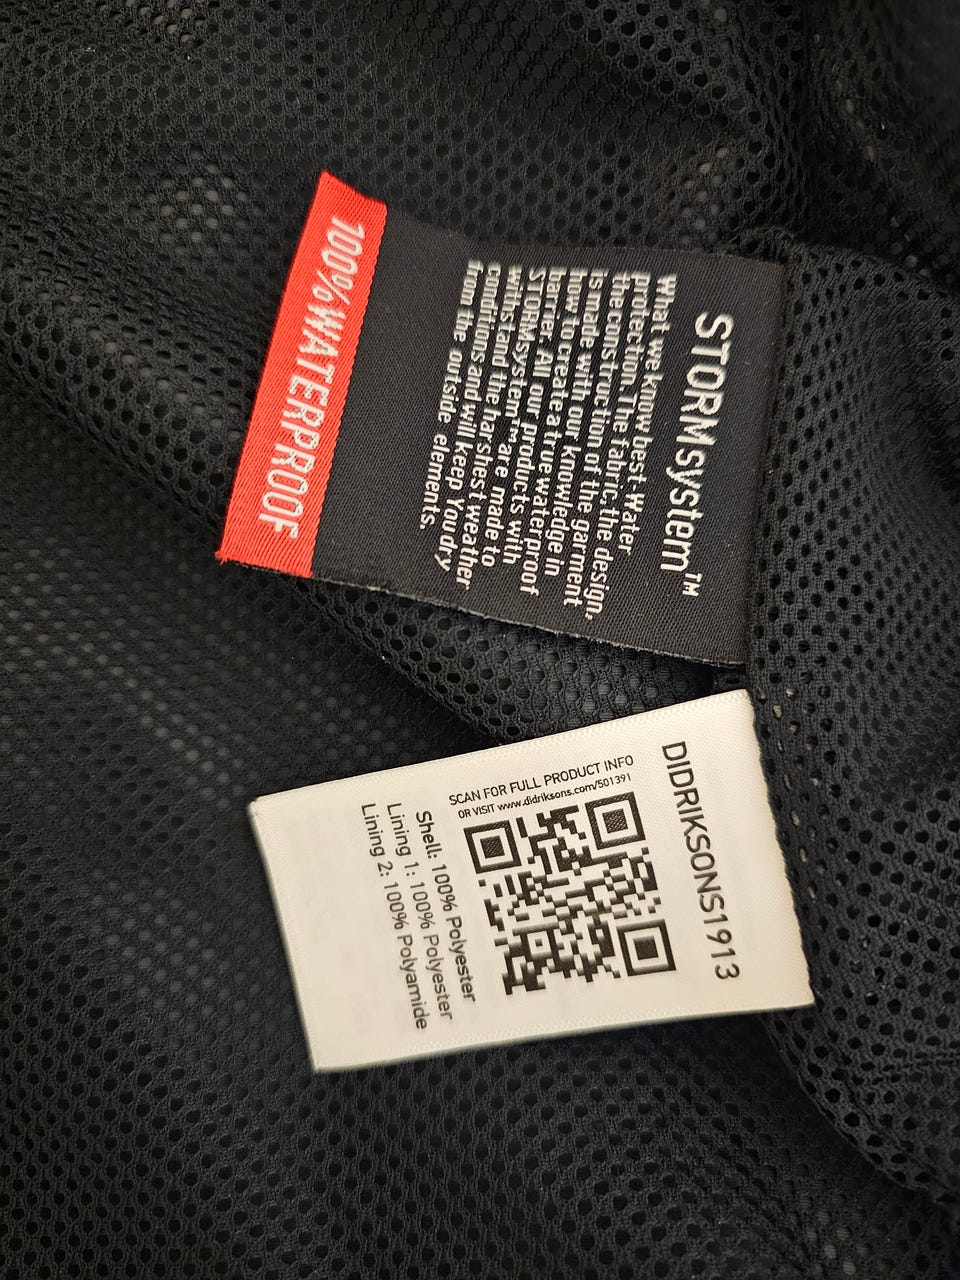 STORMsystem™
What we know best-Water
protection. The fabric, the design,
the construction of the garment
is made with our knowledge in
how to create a true waterproof
barrier. All our products with
STORMsystem™ are made to
withstand the harshest weather
conditions and will keep You dry
from the outside elements.
100% WATERPROOF
DIDRIKSONS1913
SCAN FOR FULL PRODUCT INFO
OR VISIT www.didriksons.com/501391
Shell: 100% Polyester
Lining 1: 100% Polyester
Lining 2: 100% Polyamide